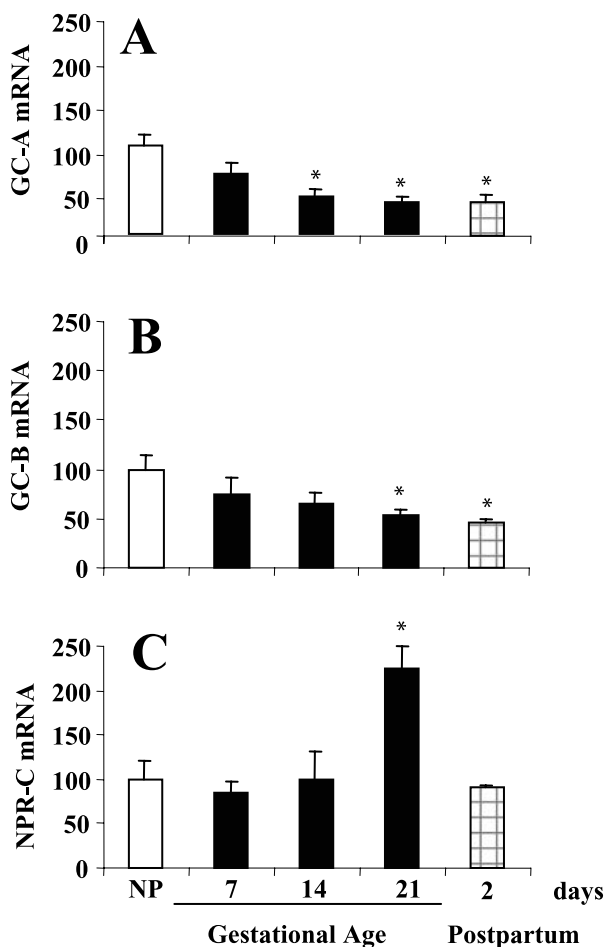 A
GC-A mRNA
250
200
150
100
50
0
* * *
B
GC-B mRNA
250
200
150
100
50
0
* *
C
NPR-C mRNA
250
200
150
100
50
0
*
NP 7 14 21 2 days
Gestational Age Postpartum